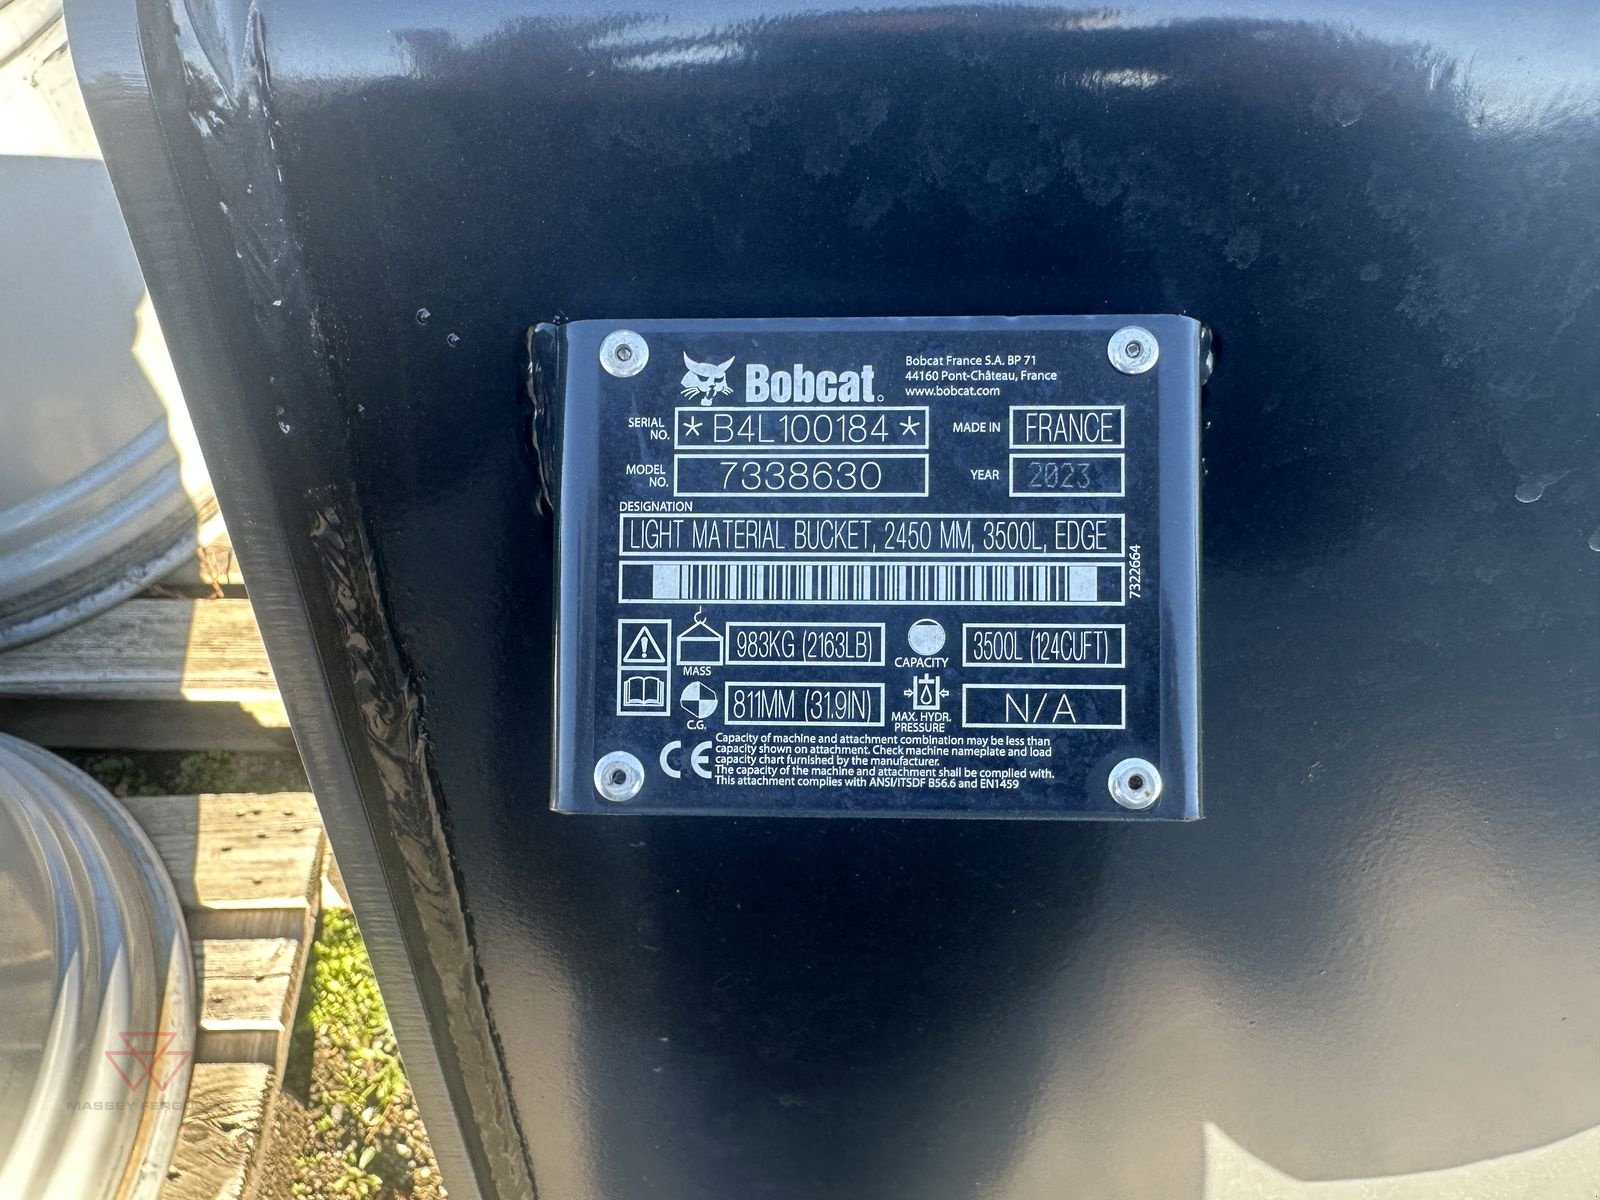 Bobcat
Bobcat France S.A. BP 71
44160 Pont-Château, France
www.bobcat.com
SERIAL NO. *B4L100184*
MADE IN FRANCE
MODEL NO. 7338630
YEAR 2023
DESIGNATION
LIGHT MATERIAL BUCKET, 2450 MM, 3500L, EDGE
7322664
MASS 983KG (2163LB)
CAPACITY 3500L (124CUFT)
C.G. 811MM (31.9IN)
MAX. HYDR. PRESSURE N/A
CE
Capacity of machine and attachment combination may be less than
capacity shown on attachment. Check machine nameplate and load
capacity chart furnished by the manufacturer.
The capacity of the machine and attachment shall be complied with.
This attachment complies with ANSI/ITSDF B56.6 and EN1459
MASSEY